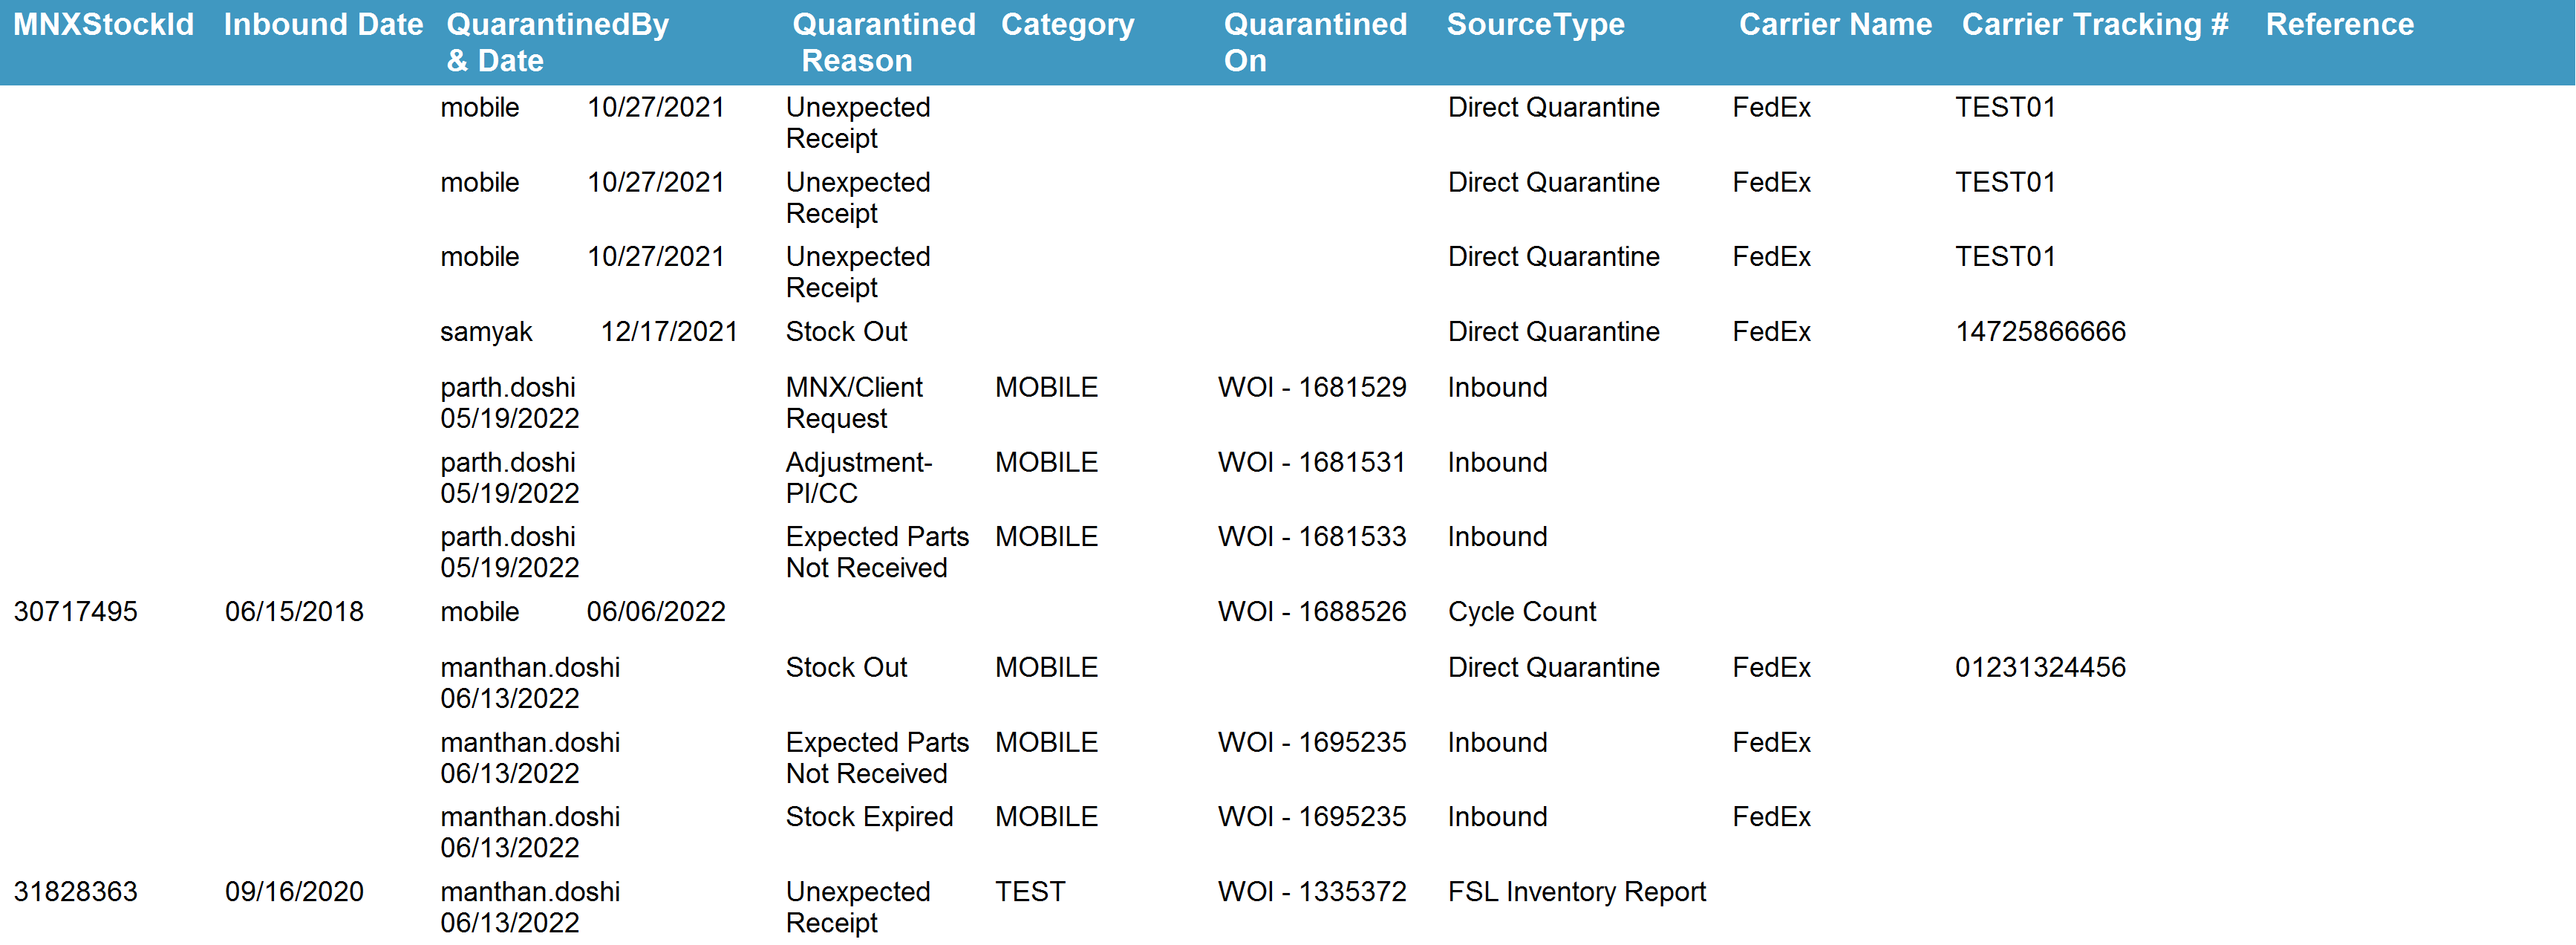 MNXStockId Inbound Date QuarantinedBy Quarantined Category Quarantined SourceType Carrier Name Carrier Tracking # Reference
& Date Reason On
mobile 10/27/2021 Unexpected Direct Quarantine FedEx TEST01
Receipt
mobile 10/27/2021 Unexpected Direct Quarantine FedEx TEST01
Receipt
mobile 10/27/2021 Unexpected Direct Quarantine FedEx TEST01
Receipt
samyak 12/17/2021 Stock Out Direct Quarantine FedEx 14725866666
parth.doshi MNX/Client MOBILE WOI - 1681529 Inbound
05/19/2022 Request
parth.doshi Adjustment- MOBILE WOI - 1681531 Inbound
05/19/2022 PI/CC
parth.doshi Expected Parts MOBILE WOI - 1681533 Inbound
05/19/2022 Not Received
30717495 06/15/2018 mobile 06/06/2022 WOI - 1688526 Cycle Count
manthan.doshi Stock Out MOBILE Direct Quarantine FedEx 01231324456
06/13/2022
manthan.doshi Expected Parts MOBILE WOI - 1695235 Inbound FedEx
06/13/2022 Not Received
manthan.doshi Stock Expired MOBILE WOI - 1695235 Inbound FedEx
06/13/2022
31828363 09/16/2020 manthan.doshi Unexpected TEST WOI - 1335372 FSL Inventory Report
06/13/2022 Receipt